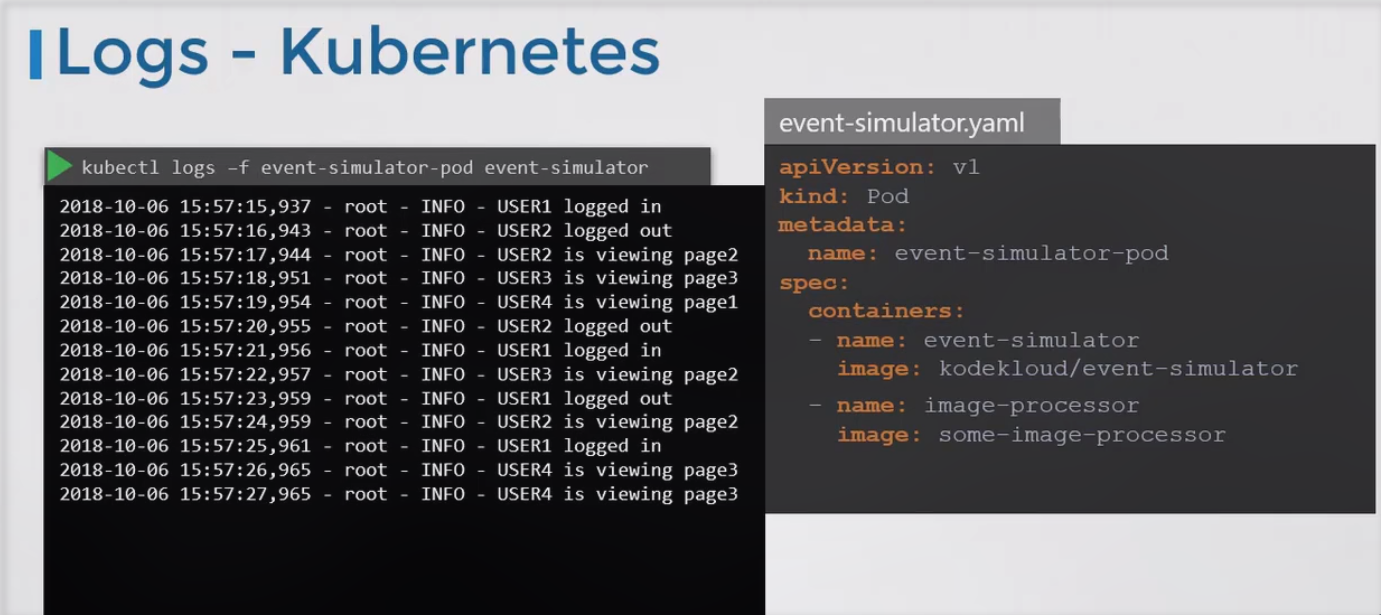 Logs - Kubernetes
kubectl logs –f event-simulator-pod event-simulator
2018-10-06 15:57:15,937 - root - INFO - USER1 logged in
2018-10-06 15:57:16,943 - root - INFO - USER2 logged out
2018-10-06 15:57:17,944 - root - INFO - USER2 is viewing page2
2018-10-06 15:57:18,951 - root - INFO - USER3 is viewing page3
2018-10-06 15:57:19,954 - root - INFO - USER4 is viewing page1
2018-10-06 15:57:20,955 - root - INFO - USER2 logged out
2018-10-06 15:57:21,956 - root - INFO - USER1 logged in
2018-10-06 15:57:22,957 - root - INFO - USER3 is viewing page2
2018-10-06 15:57:23,959 - root - INFO - USER1 logged out
2018-10-06 15:57:24,959 - root - INFO - USER2 is viewing page2
2018-10-06 15:57:25,961 - root - INFO - USER1 logged in
2018-10-06 15:57:26,965 - root - INFO - USER4 is viewing page3
2018-10-06 15:57:27,965 - root - INFO - USER4 is viewing page3
event-simulator.yaml
apiVersion: v1
kind: Pod
metadata:
  name: event-simulator-pod
spec:
  containers:
  - name: event-simulator
    image: kodekloud/event-simulator
  - name: image-processor
    image: some-image-processor